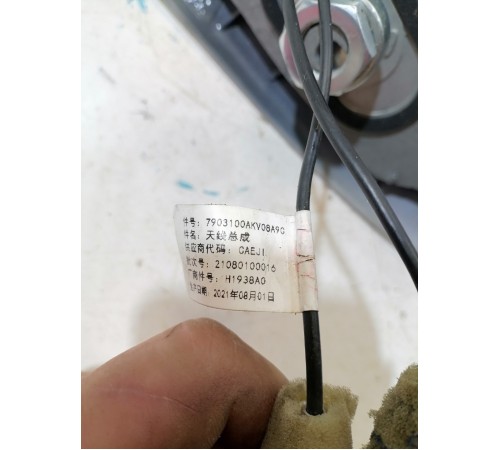 件号: 7903100AKV08A90
件名: 天线总成
供应商代码: CAEJI
批次号: 21080100016
厂商件号: H1938A0
生产日期: 2021年08月01日